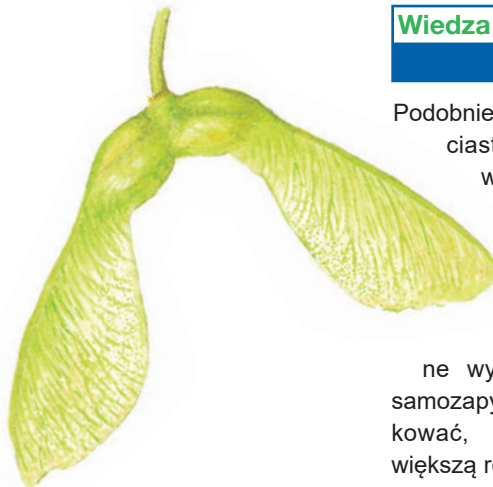 Wiedza
Podobnie
ciast
w
ne wy
samozapy
kować,
większą r